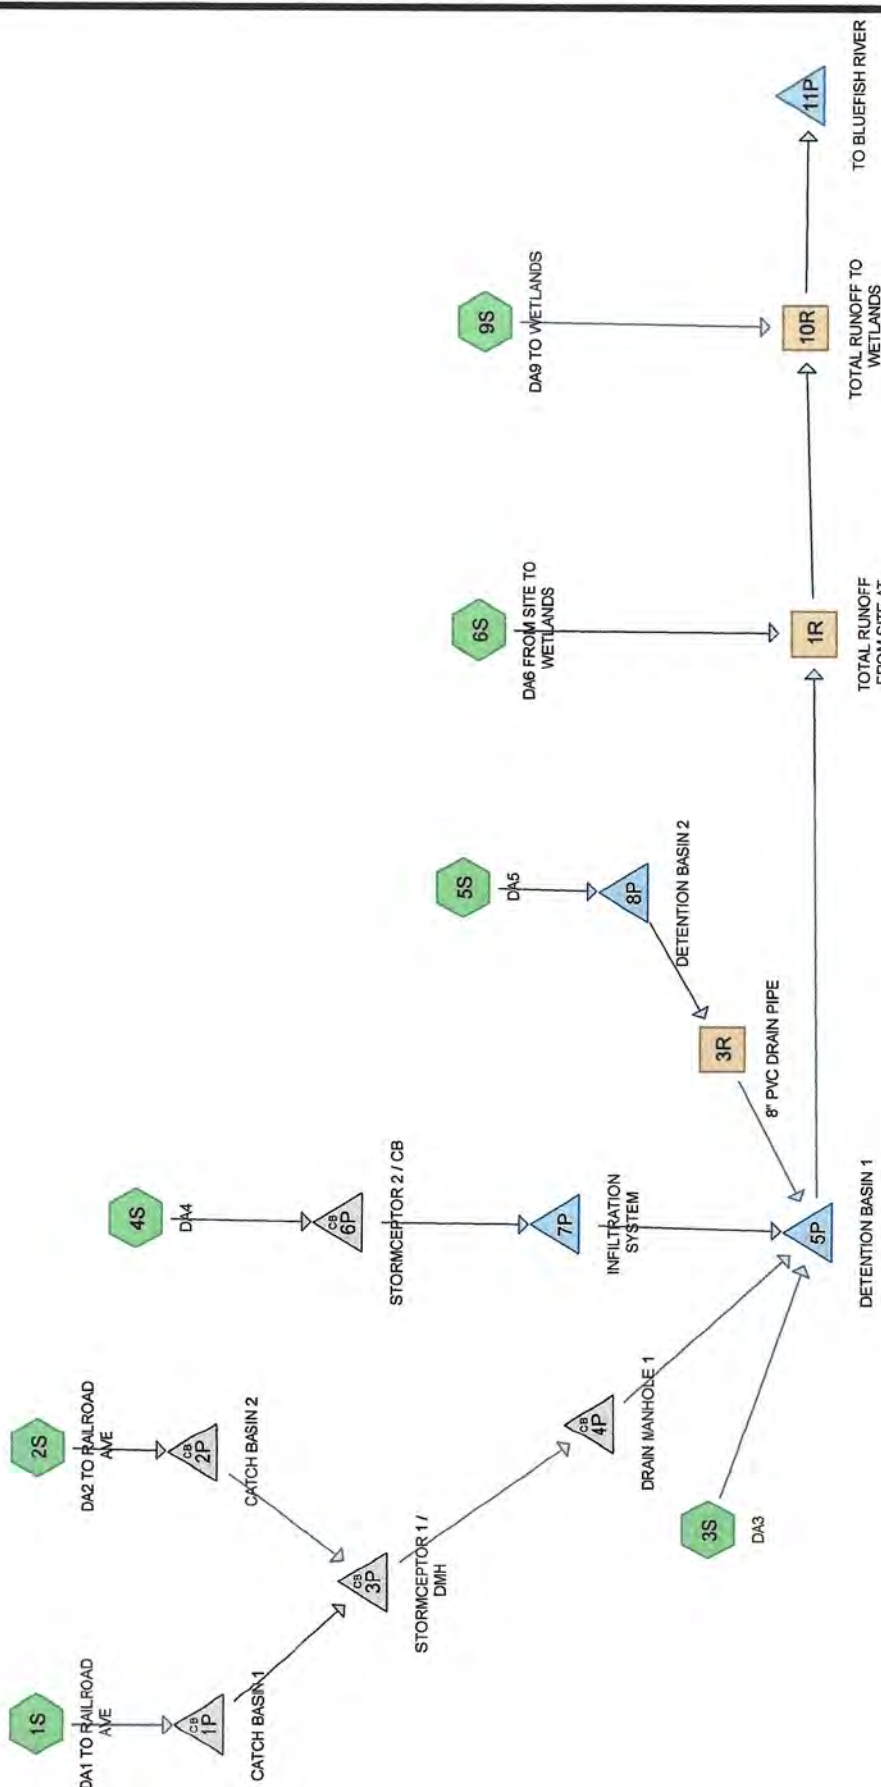 1S
DA1 TO RAILROAD
AVE
2S
DA2 TO RAILROAD
AVE
CB
1P
CATCH BASIN 1
CB
2P
CATCH BASIN 2
4S
DA4
CB
3P
STORMCEPTOR 1 /
DMH
CB
6P
STORMCEPTOR 2 / CB
5S
DA5
6S
DA6 FROM SITE TO
WETLANDS
9S
DA9 TO WETLANDS
CB
4P
DRAIN MANHOLE 1
7P
INFILTRATION
SYSTEM
8P
DETENTION BASIN 2
3S
DA3
3R
8" PVC DRAIN PIPE
5P
DETENTION BASIN 1
1R
TOTAL RUNOFF
FROM SITE AT
10R
TOTAL RUNOFF TO
WETLANDS
11P
TO BLUEFISH RIVER